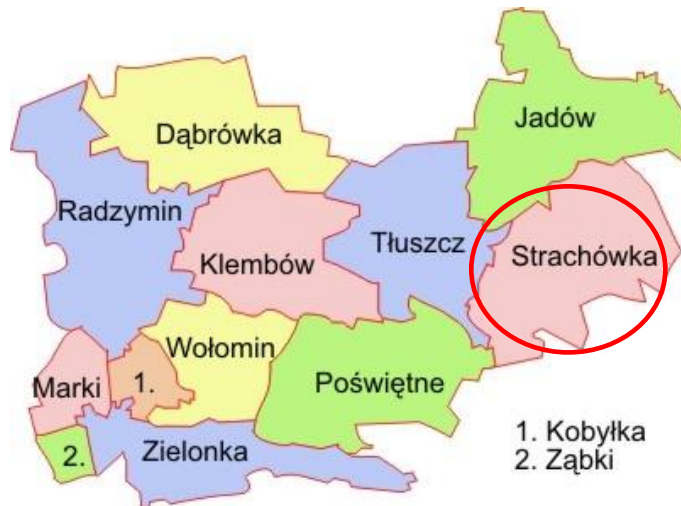 Jadów
Dąbrówka
Radzymin
Tłuszcz
Strachówka
Klembów
Wołomin
Marki
1.
Poświętne
2.
Zielonka
1. Kobyłka
2. Ząbki